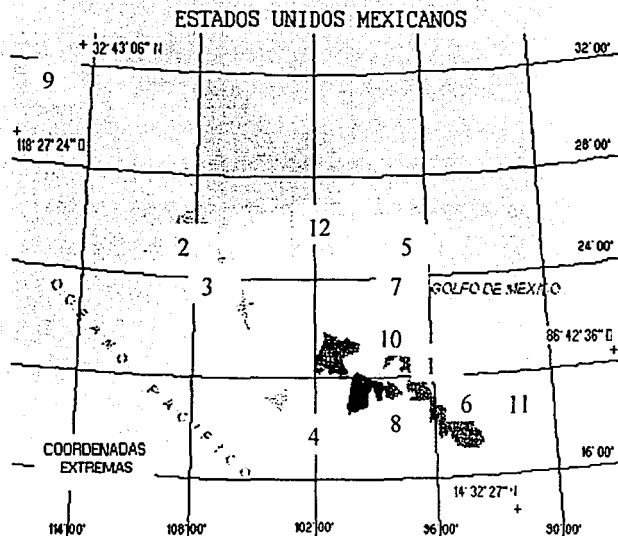 ESTADOS UNIDOS MEXICANOS
32°43'06" N
32°00'
9
118°27'24" O
28°00'
12
2
5
24°00'
3
7
GOLFO DE MEXICO
OCEANO PACIFICO
10
86°42'36" O
6
11
4
8
COORDENADAS
EXTREMAS
16°00'
14°32'27"
114°00'
108°00'
102°00'
96°00'
90°00'